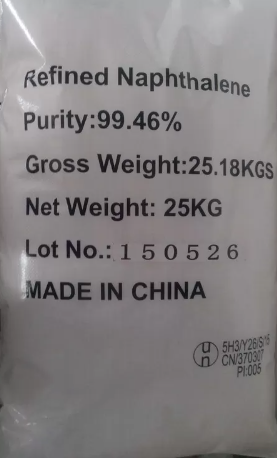 Refined Naphthalene
Purity:99.46%
Gross Weight:25.18KGS
Net Weight: 25KG
Lot No.:150526
MADE IN CHINA
un
5H3/Y26/S/15
CN/370307
PI:005